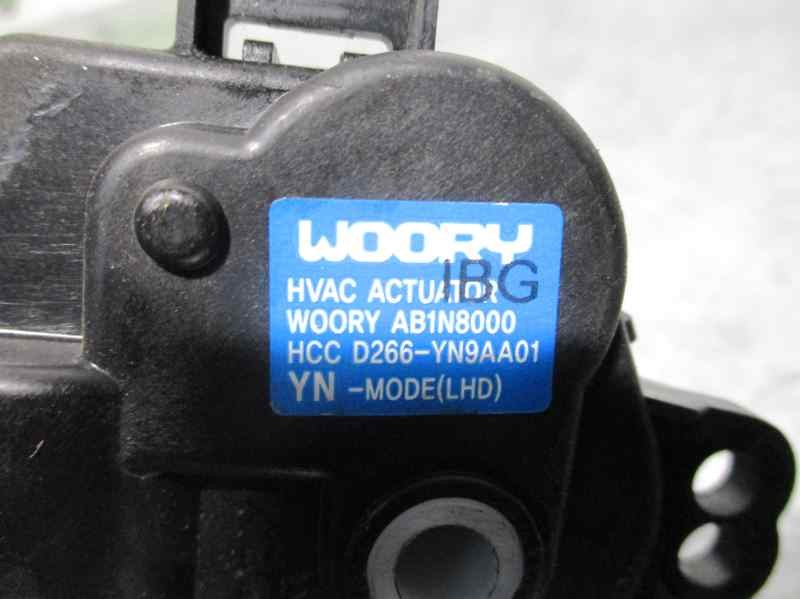 WOORY
IBG
HVAC ACTUATOR
WOORY AB1N8000
HCC D266-YN9AA01
YN -MODE(LHD)